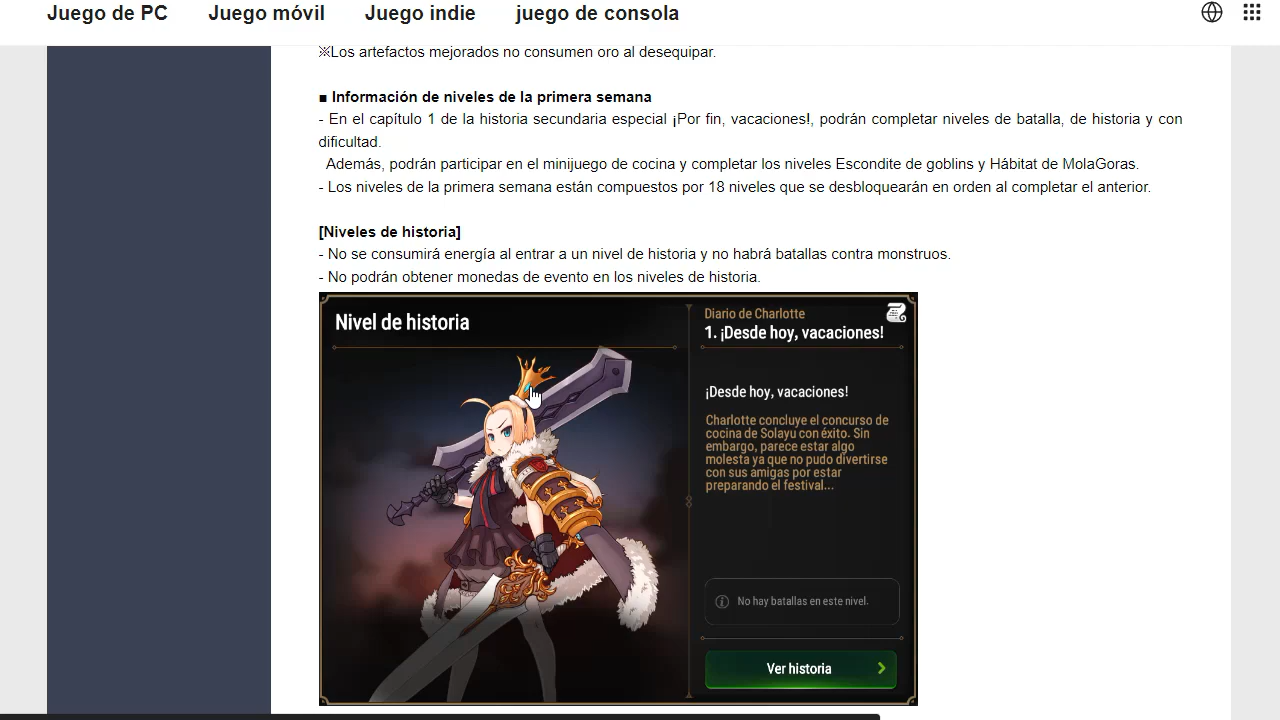 Juego de PC Juego móvil Juego indie juego de consola
※Los artefactos mejorados no consumen oro al desequipar.
■ Información de niveles de la primera semana
- En el capítulo 1 de la historia secundaria especial ¡Por fin, vacaciones!, podrán completar niveles de batalla, de historia y con
dificultad.
Además, podrán participar en el minijuego de cocina y completar los niveles Escondite de goblins y Hábitat de MolaGoras.
- Los niveles de la primera semana están compuestos por 18 niveles que se desbloquearán en orden al completar el anterior.
[Niveles de historia]
- No se consumirá energía al entrar a un nivel de historia y no habrá batallas contra monstruos.
- No podrán obtener monedas de evento en los niveles de historia.
Nivel de historia
Diario de Charlotte
1. ¡Desde hoy, vacaciones!
¡Desde hoy, vacaciones!
Charlotte concluye el concurso de
cocina de Solayu con éxito. Sin
embargo, parece estar algo
molesta ya que no pudo divertirse
con sus amigas por estar
preparando el festival...
No hay batallas en este nivel.
Ver historia